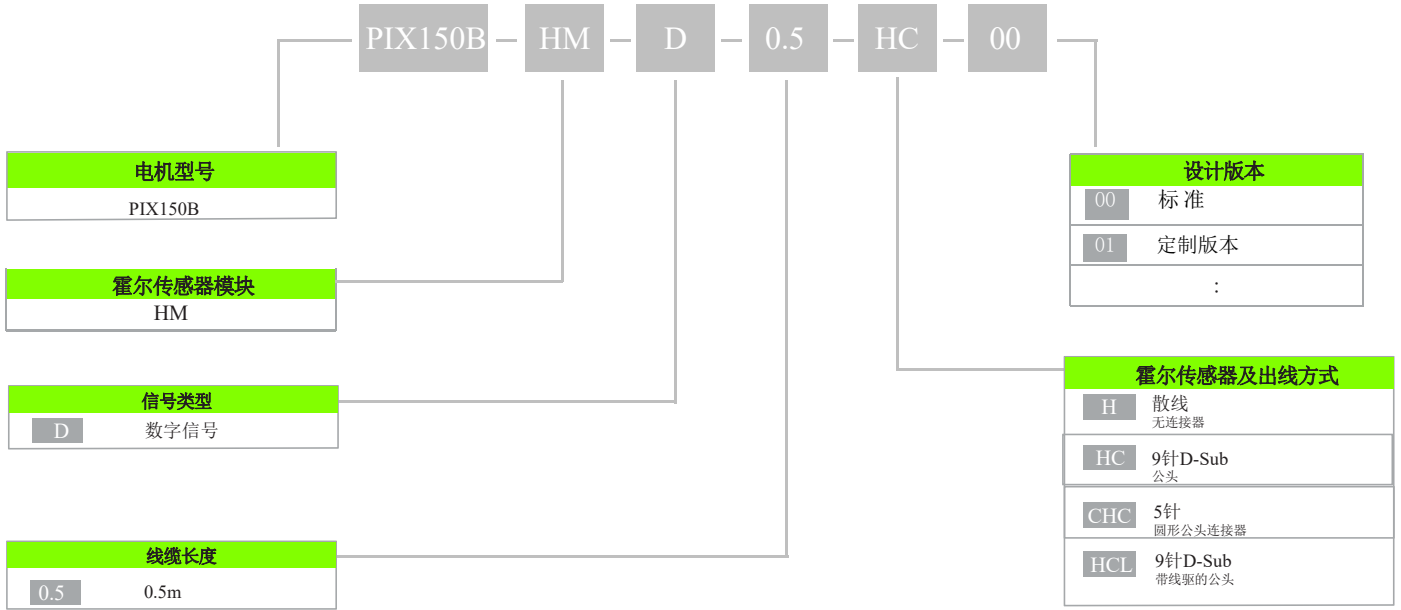 PIX150B HM D 0.5 HC 00
电机型号
PIX150B
霍尔传感器模块
HM
信号类型
D 数字信号
线缆长度
0.5 0.5m
设计版本
00 标 准
01 定制版本
:
霍尔传感器及出线方式
H 散线
无连接器
HC 9针D-Sub
公头
CHC 5针
圆形公头连接器
HCL 9针D-Sub
带线驱的公头